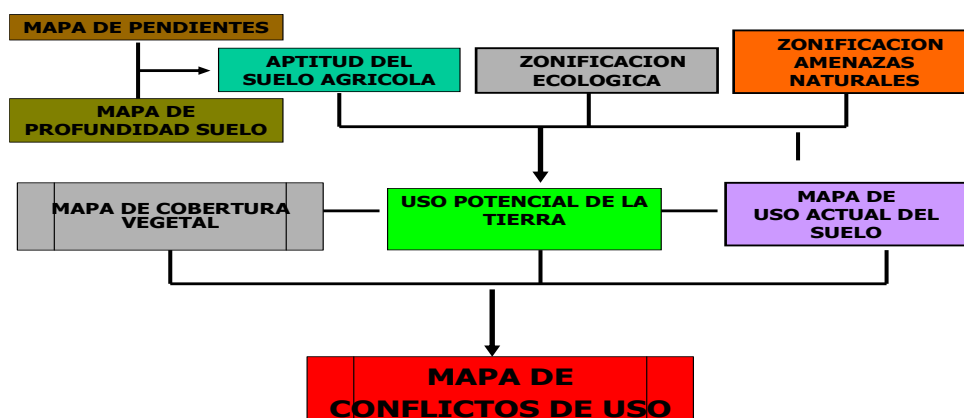 MAPA DE PENDIENTES
APTITUD DEL
SUELO AGRICOLA
ZONIFICACION
ECOLOGICA
ZONIFICACION
AMENAZAS
NATURALES
MAPA DE
PROFUNDIDAD SUELO
MAPA DE COBERTURA
VEGETAL
USO POTENCIAL DE LA
TIERRA
MAPA DE
USO ACTUAL DEL
SUELO
MAPA DE
CONFLICTOS DE USO